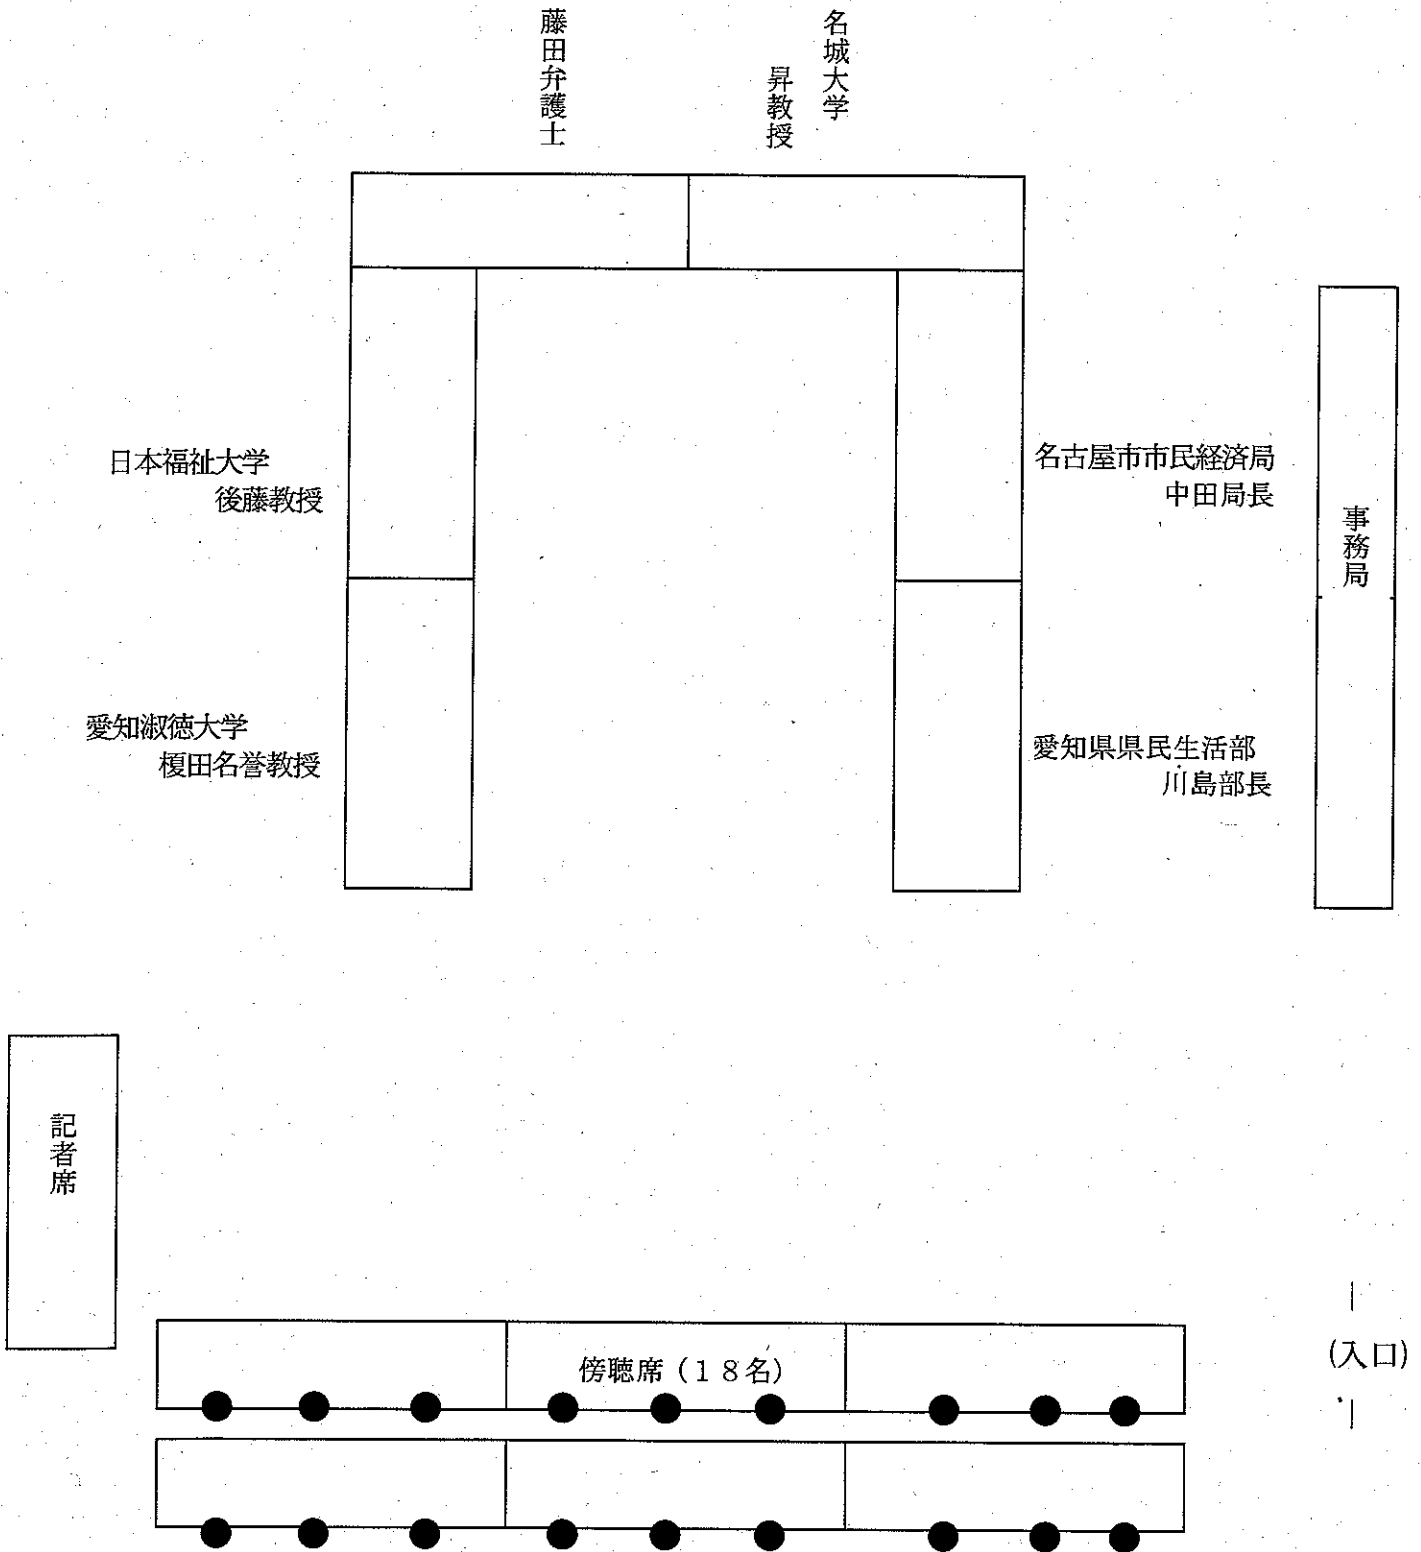 名城大学
昇教授
藤田弁護士
日本福祉大学
後藤教授
名古屋市市民経済局
中田局長
事務局
愛知淑徳大学
榎田名誉教授
愛知県県民生活部
川島部長
記者席
傍聴席（１８名）
(入口)